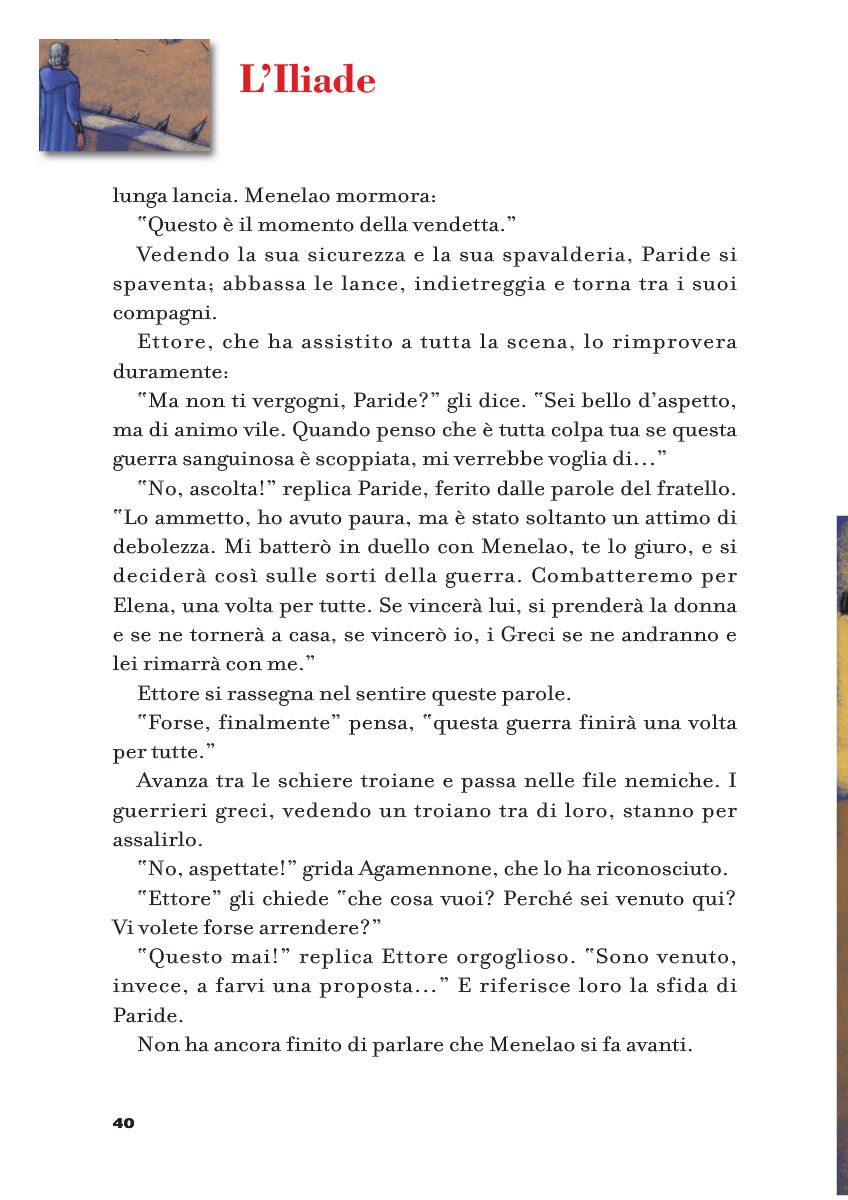 L’Iliade
lunga lancia. Menelao mormora:
“Questo è il momento della vendetta.”
Vedendo la sua sicurezza e la sua spavalderia, Paride si
spaventa; abbassa le lance, indietreggia e torna tra i suoi
compagni.
Ettore, che ha assistito a tutta la scena, lo rimprovera
duramente:
“Ma non ti vergogni, Paride?” gli dice. “Sei bello d’aspetto,
ma di animo vile. Quando penso che è tutta colpa tua se questa
guerra sanguinosa è scoppiata, mi verrebbe voglia di...”
“No, ascolta!” replica Paride, ferito dalle parole del fratello.
“Lo ammetto, ho avuto paura, ma è stato soltanto un attimo di
debolezza. Mi batterò in duello con Menelao, te lo giuro, e si
deciderà così sulle sorti della guerra. Combatteremo per
Elena, una volta per tutte. Se vincerà lui, si prenderà la donna
e se ne tornerà a casa, se vincerò io, i Greci se ne andranno e
lei rimarrà con me.”
Ettore si rassegna nel sentire queste parole.
“Forse, finalmente” pensa, “questa guerra finirà una volta
per tutte.”
Avanza tra le schiere troiane e passa nelle file nemiche. I
guerrieri greci, vedendo un troiano tra di loro, stanno per
assalirlo.
“No, aspettate!” grida Agamennone, che lo ha riconosciuto.
“Ettore” gli chiede “che cosa vuoi? Perché sei venuto qui?
Vi volete forse arrendere?”
“Questo mai!” replica Ettore orgoglioso. “Sono venuto,
invece, a farvi una proposta...” E riferisce loro la sfida di
Paride.
Non ha ancora finito di parlare che Menelao si fa avanti.
40